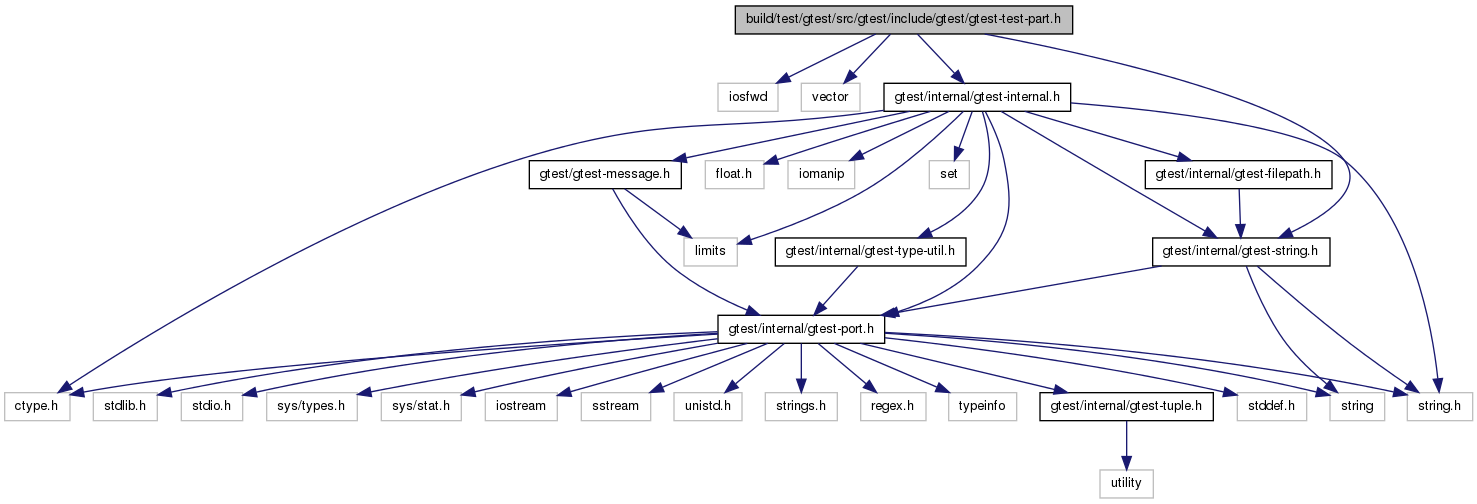 build/test/gtest/src/gtest/include/gtest/gtest-test-part.h
iosfwd
vector
gtest/internal/gtest-internal.h
gtest/gtest-message.h
float.h
iomanip
set
gtest/internal/gtest-filepath.h
limits
gtest/internal/gtest-type-util.h
gtest/internal/gtest-string.h
gtest/internal/gtest-port.h
ctype.h
stdlib.h
stdio.h
sys/types.h
sys/stat.h
iostream
sstream
unistd.h
strings.h
regex.h
typeinfo
gtest/internal/gtest-tuple.h
stddef.h
string
string.h
utility